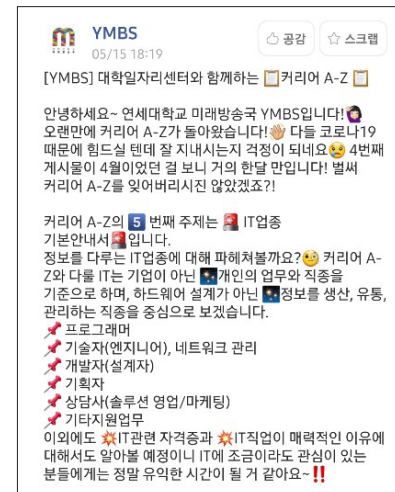 YMBS
05/15 18:19
공감
스크랩
[YMBS] 대학일자리센터와 함께하는 📋커리어 A-Z 📋
안녕하세요~ 연세대학교 미래방송국 YMBS입니다!🙋🏻‍♀️
오랜만에 커리어 A-Z가 돌아왔습니다!👋🏻 다들 코로나19
때문에 힘드실 텐데 잘 지내시는지 걱정이 되네요😢 4번째
게시물이 4월이었던 걸 보니 거의 한달 만입니다! 벌써
커리어 A-Z를 잊어버리시진 않았겠죠?!
커리어 A-Z의 5️⃣ 번째 주제는 🚨 IT업종
기본안내서🚨입니다.
정보를 다루는 IT업종에 대해 파헤쳐볼까요?🧐 커리어 A-
Z와 다룰 IT는 기업이 아닌 🎇개인의 업무와 직종을
기준으로 하며, 하드웨어 설계가 아닌 🎇정보를 생산, 유통,
관리하는 직종을 중심으로 보겠습니다.
📌 프로그래머
📌 기술자(엔지니어), 네트워크 관리
📌 개발자(설계자)
📌 기획자
📌 상담사(솔루션 영업/마케팅)
📌 기타지원업무
이외에도 💥IT관련 자격증과 💥IT직업이 매력적인 이유에
대해서도 알아볼 예정이니 IT에 조금이라도 관심이 있는
분들에게는 정말 유익한 시간이 될 거 같아요~‼️